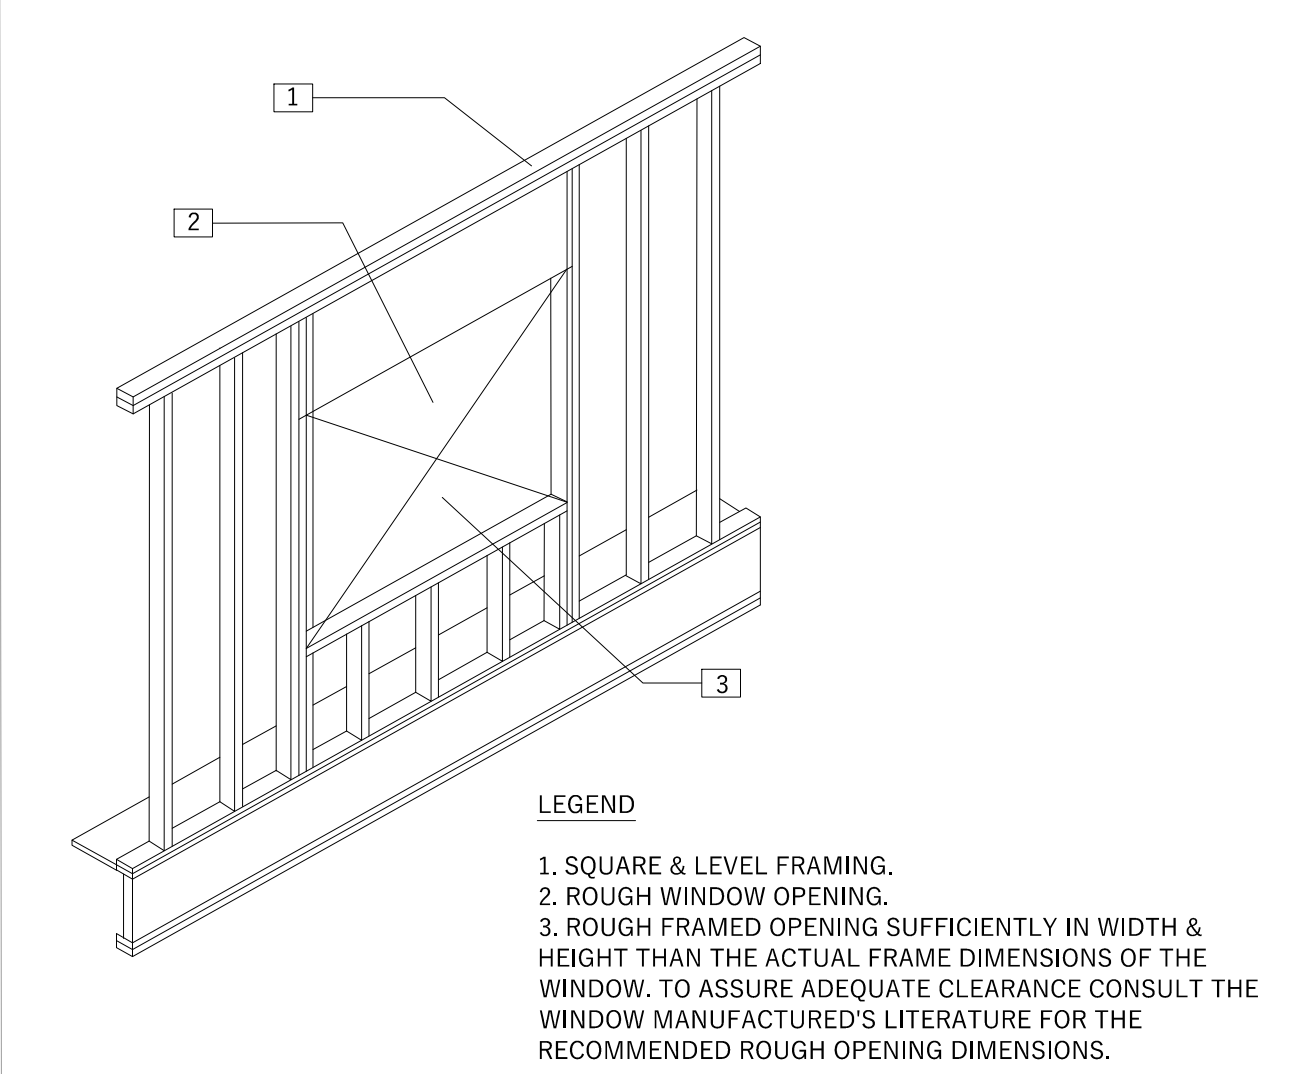 1
2
3
LEGEND
1. SQUARE & LEVEL FRAMING.
2. ROUGH WINDOW OPENING.
3. ROUGH FRAMED OPENING SUFFICIENTLY IN WIDTH &
HEIGHT THAN THE ACTUAL FRAME DIMENSIONS OF THE
WINDOW. TO ASSURE ADEQUATE CLEARANCE CONSULT THE
WINDOW MANUFACTURED'S LITERATURE FOR THE
RECOMMENDED ROUGH OPENING DIMENSIONS.